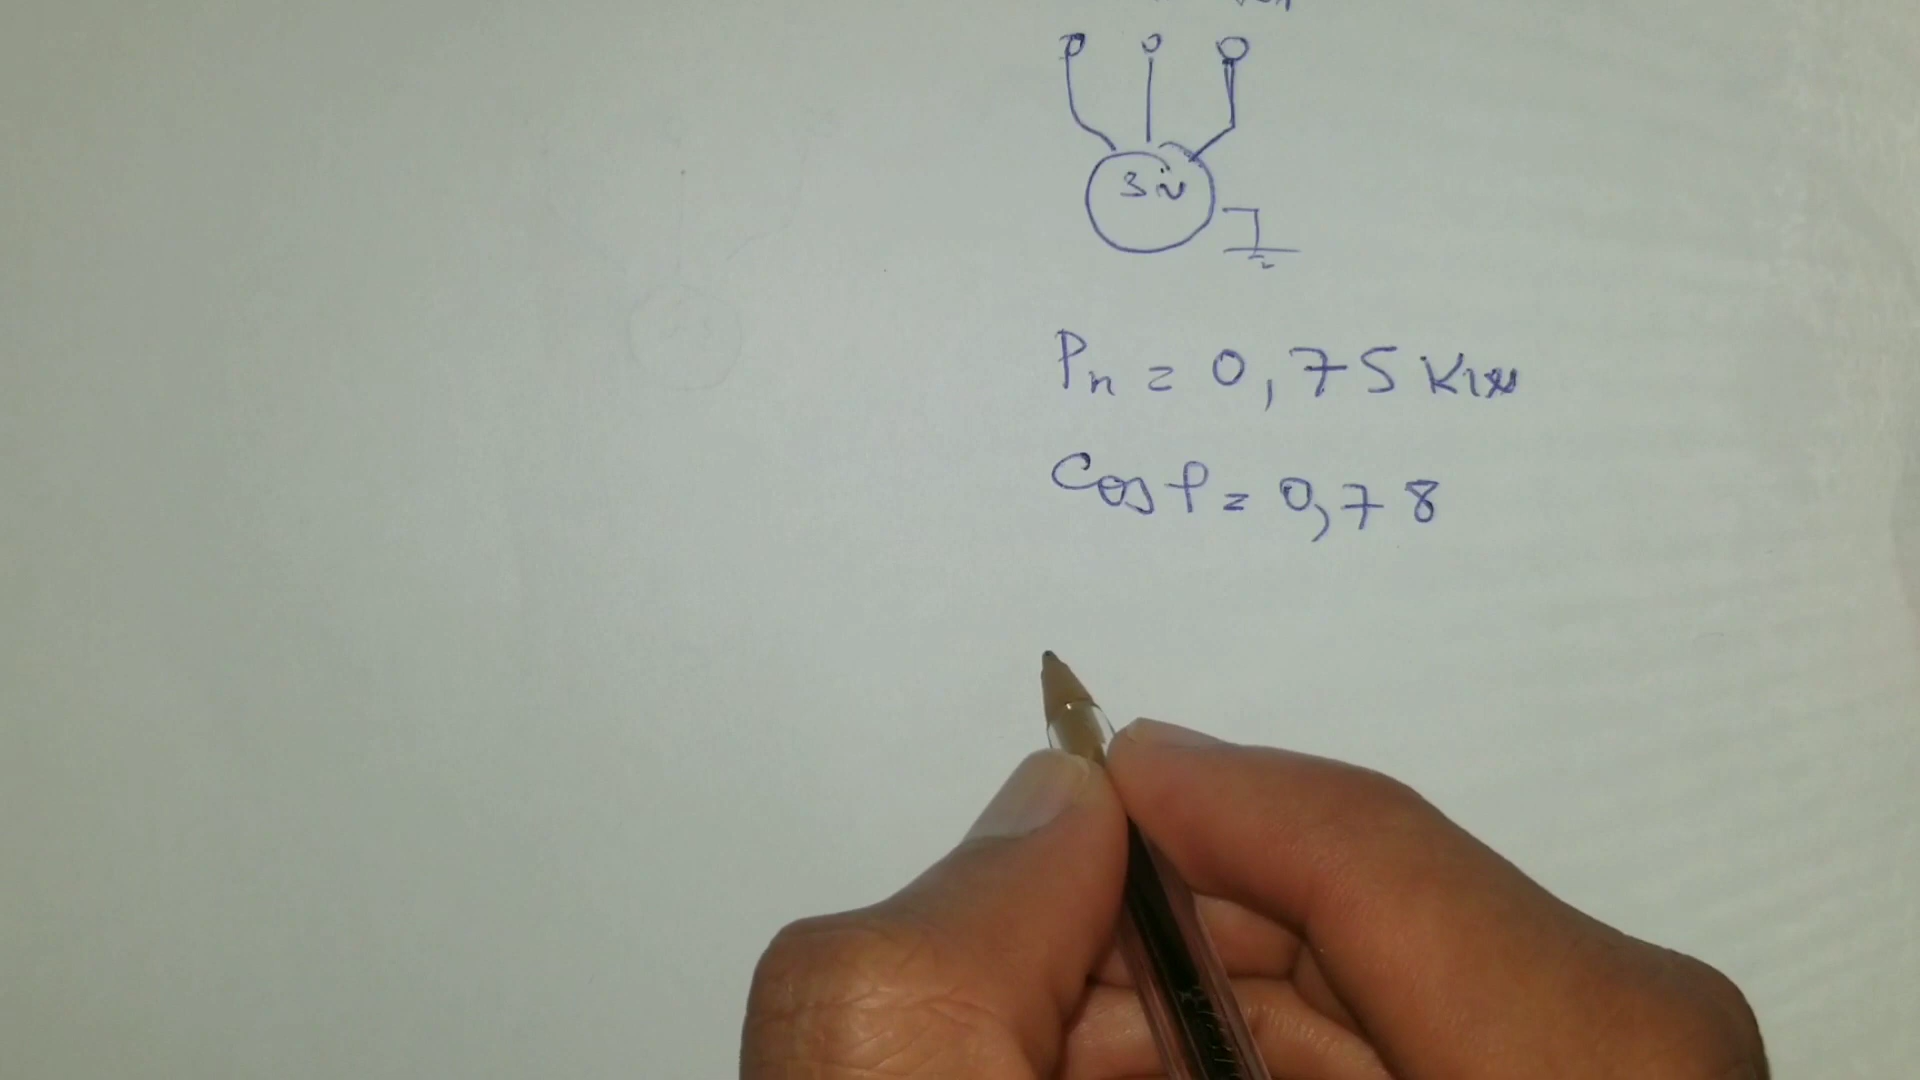 3~
Pn = 0,75 Kw
Cos φ = 0,78